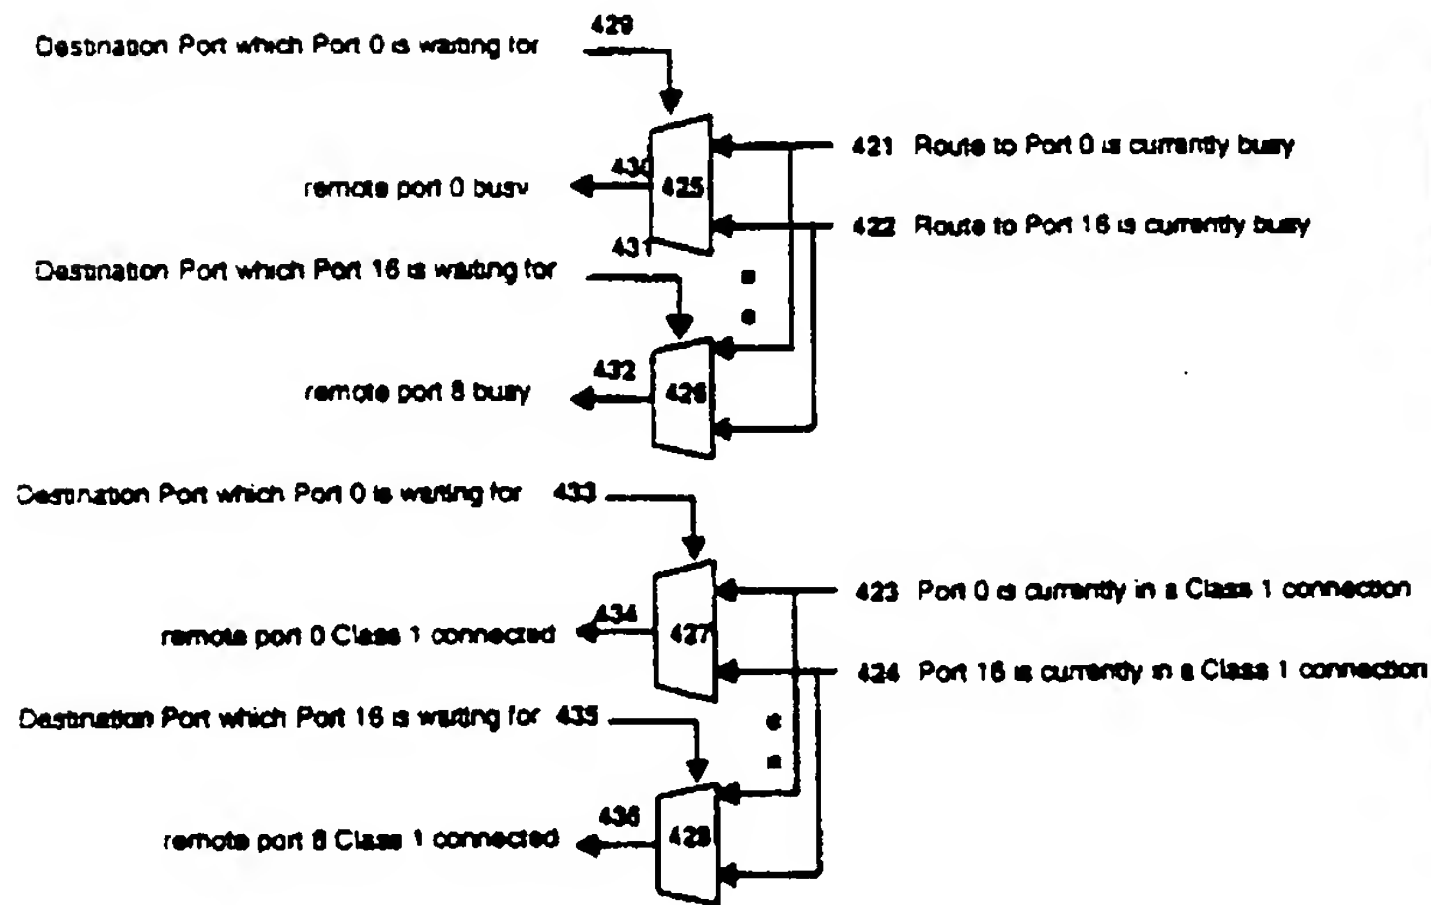 429
Destination Port which Port 0 is waiting for
421 Route to Port 0 is currently busy
430
425
remote port 0 busy
422 Route to Port 16 is currently busy
431
Destination Port which Port 16 is waiting for
432
426
remote port 8 busy
Destination Port which Port 0 is waiting for 433
423 Port 0 is currently in a Class 1 connection
434
427
remote port 0 Class 1 connected
424 Port 16 is currently in a Class 1 connection
Destination Port which Port 16 is waiting for 435
436
428
remote port 8 Class 1 connected